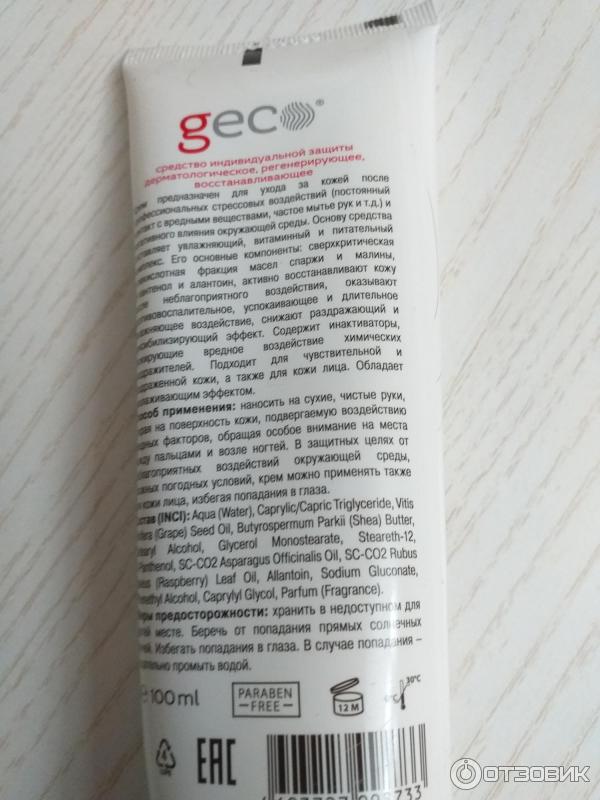 geco®
средство индивидуальной защиты
дерматологическое, регенерирующее,
восстанавливающее
предназначен для ухода за кожей после
профессиональных стрессовых воздействий (постоянный
с вредными веществами, частое мытье рук и т.д.) и
влияния окружающей среды. Основу средства
увлажняющий, витаминный и питательный
Его основные компоненты: сверхкритическая
фракция масел спаржи и малины,
и алантоин, активно восстанавливают кожу
неблагоприятного воздействия, оказывают
успокаивающее и длительное
воздействие, снижают раздражающий и
эффект. Содержит инактиваторы,
вредное воздействие химических
Подходит для чувствительной и
кожи, а также для кожи лица. Обладает
эффектом.
применения: наносить на сухие, чистые руки,
на поверхность кожи, подвергаемую воздействию
факторов, обращая особое внимание на места
пальцами и возле ногтей. В защитных целях от
воздействий окружающей среды,
погодных условий, крем можно применять также
кожи лица, избегая попадания в глаза.
(INCI): Aqua (Water), Caprylic/Capric Triglyceride, Vitis
(Grape) Seed Oil, Butyrospermum Parkii (Shea) Butter,
Alcohol, Glycerol Monostearate, Steareth-12,
SC-CO2 Asparagus Officinalis Oil, SC-CO2 Rubus
(Raspberry) Leaf Oil, Allantoin, Sodium Gluconate,
Alcohol, Caprylyl Glycol, Parfum (Fragrance).
предосторожности: хранить в недоступном для
месте. Беречь от попадания прямых солнечных
Избегать попадания в глаза. В случае попадания –
промыть водой.
℮ 100 ml
PARABEN
FREE
12 M
30°C
EAC
ОТЗОВИК